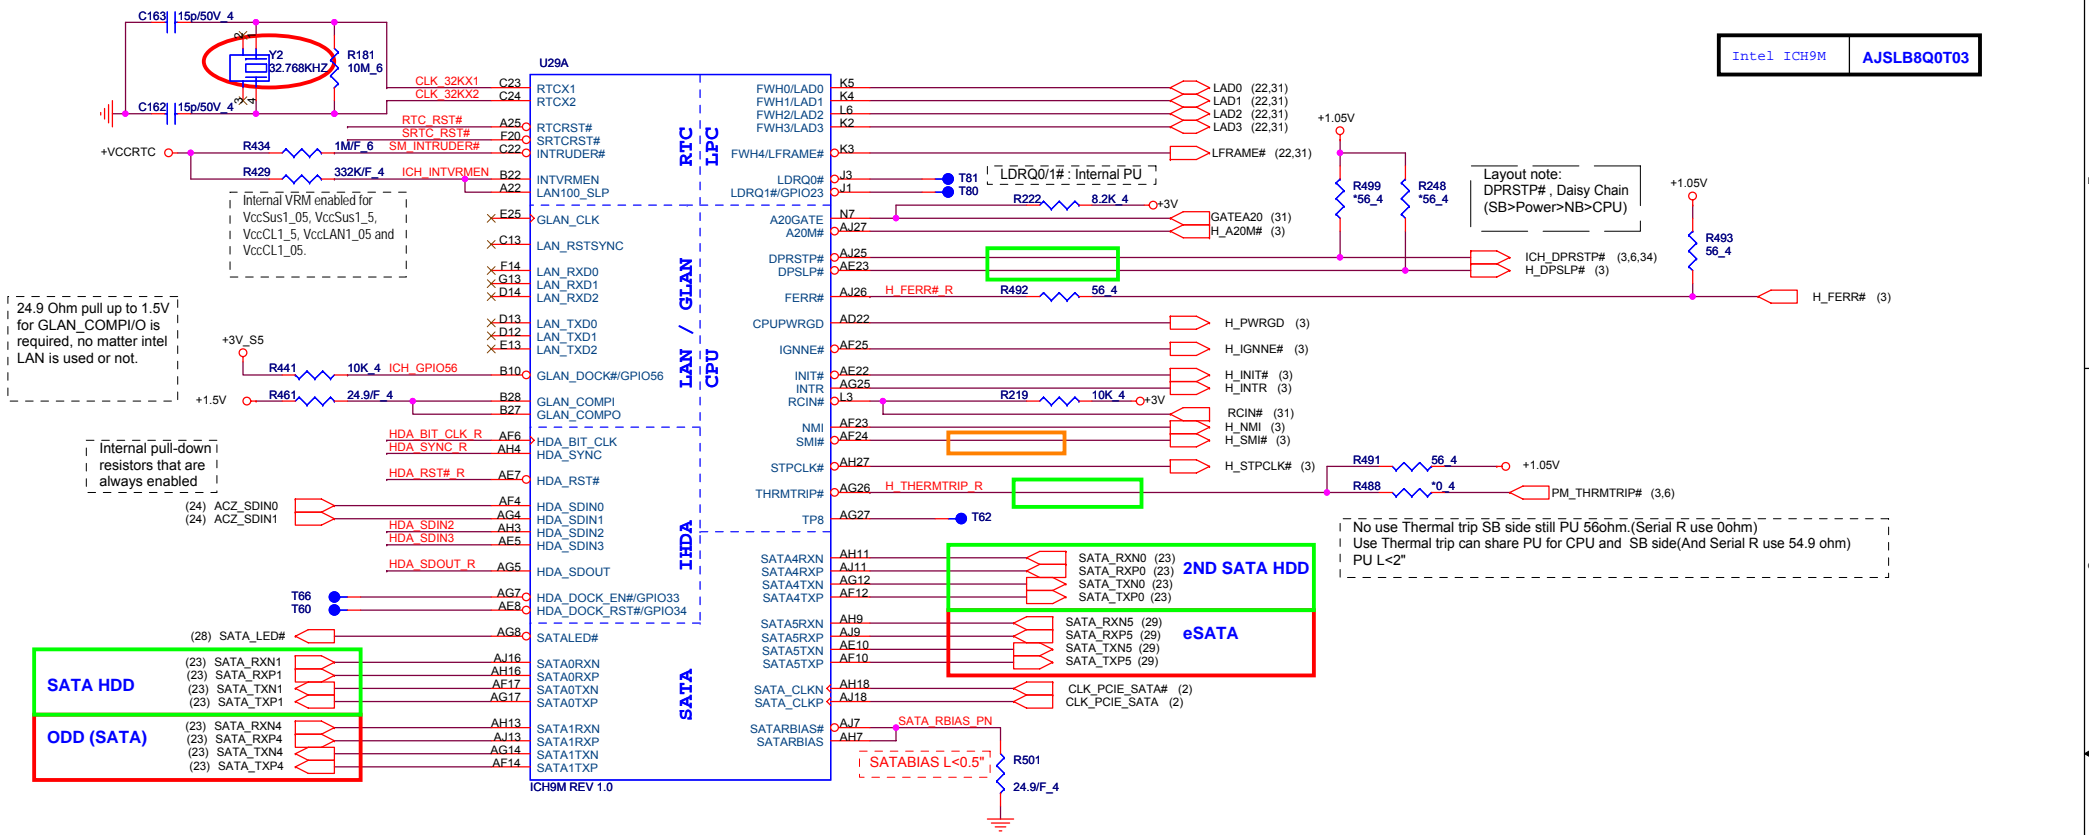 C163 15p/50V_4
Y2
32.768KHZ
R181
10M_6
C162 15p/50V_4
2 1
3 4
CLK_32KX1
CLK_32KX2
RTC_RST#
SRTC_RST#
+VCCRTC
R434 1M/F_6 SM_INTRUDER#
R429 332K/F_4 ICH_INTVRMEN
Internal VRM enabled for
VccSus1_05, VccSus1_5,
VccCL1_5, VccLAN1_05 and
VccCL1_05.
24.9 Ohm pull up to 1.5V
for GLAN_COMPI/O is
required, no matter intel
LAN is used or not.
+3V_S5
R441 10K_4 ICH_GPIO56
+1.5V R461 24.9/F_4
Internal pull-down
resistors that are
always enabled
HDA_BIT_CLK_R
HDA_SYNC_R
HDA_RST#_R
(24) ACZ_SDIN0
(24) ACZ_SDIN1
HDA_SDIN2
HDA_SDIN3
HDA_SDOUT_R
T66
T60
(28) SATA_LED#
SATA HDD
(23) SATA_RXN1
(23) SATA_RXP1
(23) SATA_TXN1
(23) SATA_TXP1
ODD (SATA)
(23) SATA_RXN4
(23) SATA_RXP4
(23) SATA_TXN4
(23) SATA_TXP4
U29A
C23 RTCX1
C24 RTCX2
A25 RTCRST#
F20 SRTCRST#
C22 INTRUDER#
B22 INTVRMEN
A22 LAN100_SLP
E25 GLAN_CLK
C13 LAN_RSTSYNC
F14 LAN_RXD0
G13 LAN_RXD1
D14 LAN_RXD2
D13 LAN_TXD0
D12 LAN_TXD1
E13 LAN_TXD2
B10 GLAN_DOCK#/GPIO56
B28 GLAN_COMPI
B27 GLAN_COMPO
AF6 HDA_BIT_CLK
AH4 HDA_SYNC
AE7 HDA_RST#
AF4 HDA_SDIN0
AG4 HDA_SDIN1
AH3 HDA_SDIN2
AE5 HDA_SDIN3
AG5 HDA_SDOUT
AG7 HDA_DOCK_EN#/GPIO33
AE8 HDA_DOCK_RST#/GPIO34
AG8 SATALED#
AJ16 SATA0RXN
AH16 SATA0RXP
AF17 SATA0TXN
AG17 SATA0TXP
AH13 SATA1RXN
AJ13 SATA1RXP
AG14 SATA1TXN
AF14 SATA1TXP
ICH9M REV 1.0
RTC
LPC
LAN / GLAN
CPU
IHDA
SATA
FWH0/LAD0 K5
FWH1/LAD1 K4
FWH2/LAD2 L6
FWH3/LAD3 K2
FWH4/LFRAME# K3
LDRQ0# J3
LDRQ1#/GPIO23 J1
A20GATE N7
A20M# AJ27
DPRSTP# AJ25
DPSLP# AE23
FERR# AJ26
CPUPWRGD AD22
IGNNE# AF25
INIT# AE22
INTR AG25
RCIN# L3
NMI AF23
SMI# AF24
STPCLK# AH27
THRMTRIP# AG26
TP8 AG27
SATA4RXN AH11
SATA4RXP AJ11
SATA4TXN AG12
SATA4TXP AF12
SATA5RXN AH9
SATA5RXP AJ9
SATA5TXN AE10
SATA5TXP AF10
SATA_CLKN AH18
SATA_CLKP AJ18
SATARBIAS# AJ7
SATARBIAS AH7
LAD0 (22,31)
LAD1 (22,31)
LAD2 (22,31)
LAD3 (22,31)
LFRAME# (22,31)
T81
T80
LDRQ0/1# : Internal PU
R222 8.2K_4 +3V
GATEA20 (31)
H_A20M# (3)
+1.05V
R499
*56_4
R248
*56_4
Layout note:
DPRSTP# , Daisy Chain
(SB>Power>NB>CPU)
+1.05V
R493
56_4
ICH_DPRSTP# (3,6,34)
H_DPSLP# (3)
H_FERR#_R R492 56_4
H_FERR# (3)
H_PWRGD (3)
H_IGNNE# (3)
H_INIT# (3)
H_INTR (3)
R219 10K_4 +3V
RCIN# (31)
H_NMI (3)
H_SMI# (3)
H_STPCLK# (3)
R491 56_4 +1.05V
H_THERMTRIP_R
R488 *0_4 PM_THRMTRIP# (3,6)
T62
No use Thermal trip SB side still PU 56ohm.(Serial R use 0ohm)
Use Thermal trip can share PU for CPU and SB side(And Serial R use 54.9 ohm)
PU L<2"
SATA_RXN0 (23)
SATA_RXP0 (23)
SATA_TXN0 (23)
SATA_TXP0 (23)
2ND SATA HDD
SATA_RXN5 (29)
SATA_RXP5 (29)
SATA_TXN5 (29)
SATA_TXP5 (29)
eSATA
CLK_PCIE_SATA# (2)
CLK_PCIE_SATA (2)
SATA_RBIAS_PN
SATABIAS L<0.5"
R501
24.9/F_4
Intel ICH9M
AJSLB8Q0T03